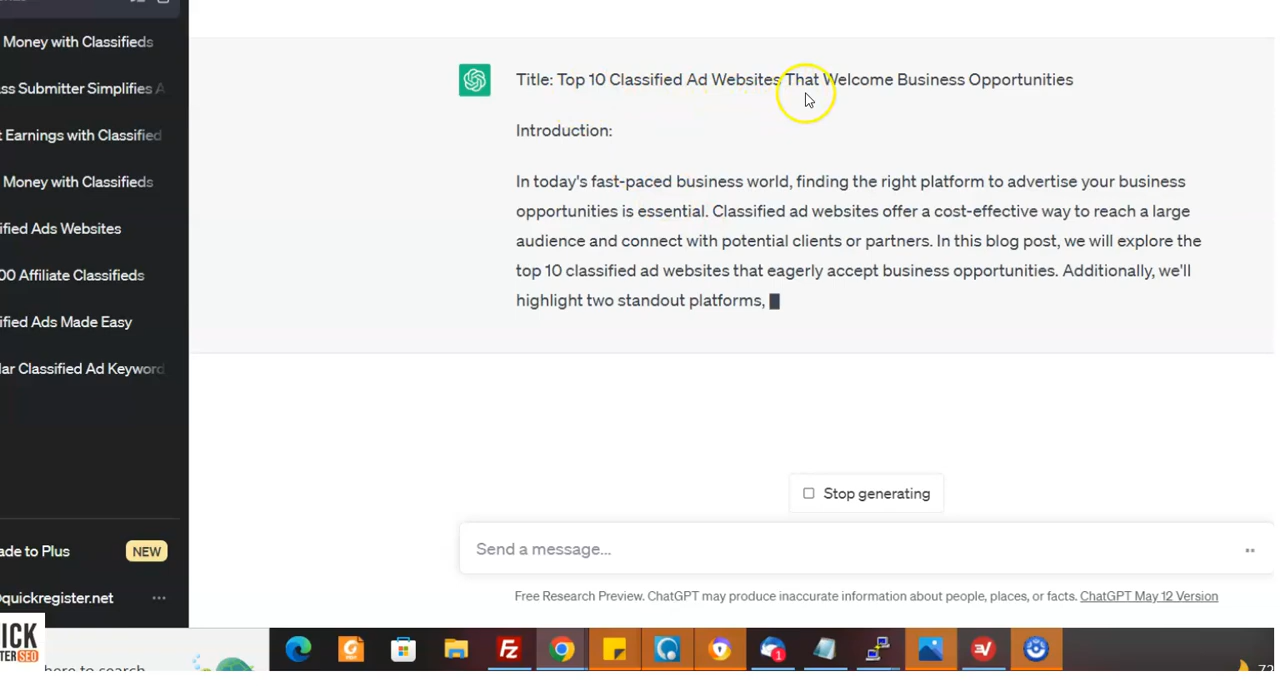 Money with Classifieds
ss Submitter Simplifies A
t Earnings with Classified
Money with Classifieds
ified Ads Websites
00 Affiliate Classifieds
ified Ads Made Easy
lar Classified Ad Keyword
ade to Plus NEW
quickregister.net
Title: Top 10 Classified Ad Websites That Welcome Business Opportunities
Introduction:
In today's fast-paced business world, finding the right platform to advertise your business
opportunities is essential. Classified ad websites offer a cost-effective way to reach a large
audience and connect with potential clients or partners. In this blog post, we will explore the
top 10 classified ad websites that eagerly accept business opportunities. Additionally, we'll
highlight two standout platforms,
Stop generating
Send a message...
Free Research Preview. ChatGPT may produce inaccurate information about people, places, or facts. ChatGPT May 12 Version
UICK
TER SEO
here to search
Fz
1
72